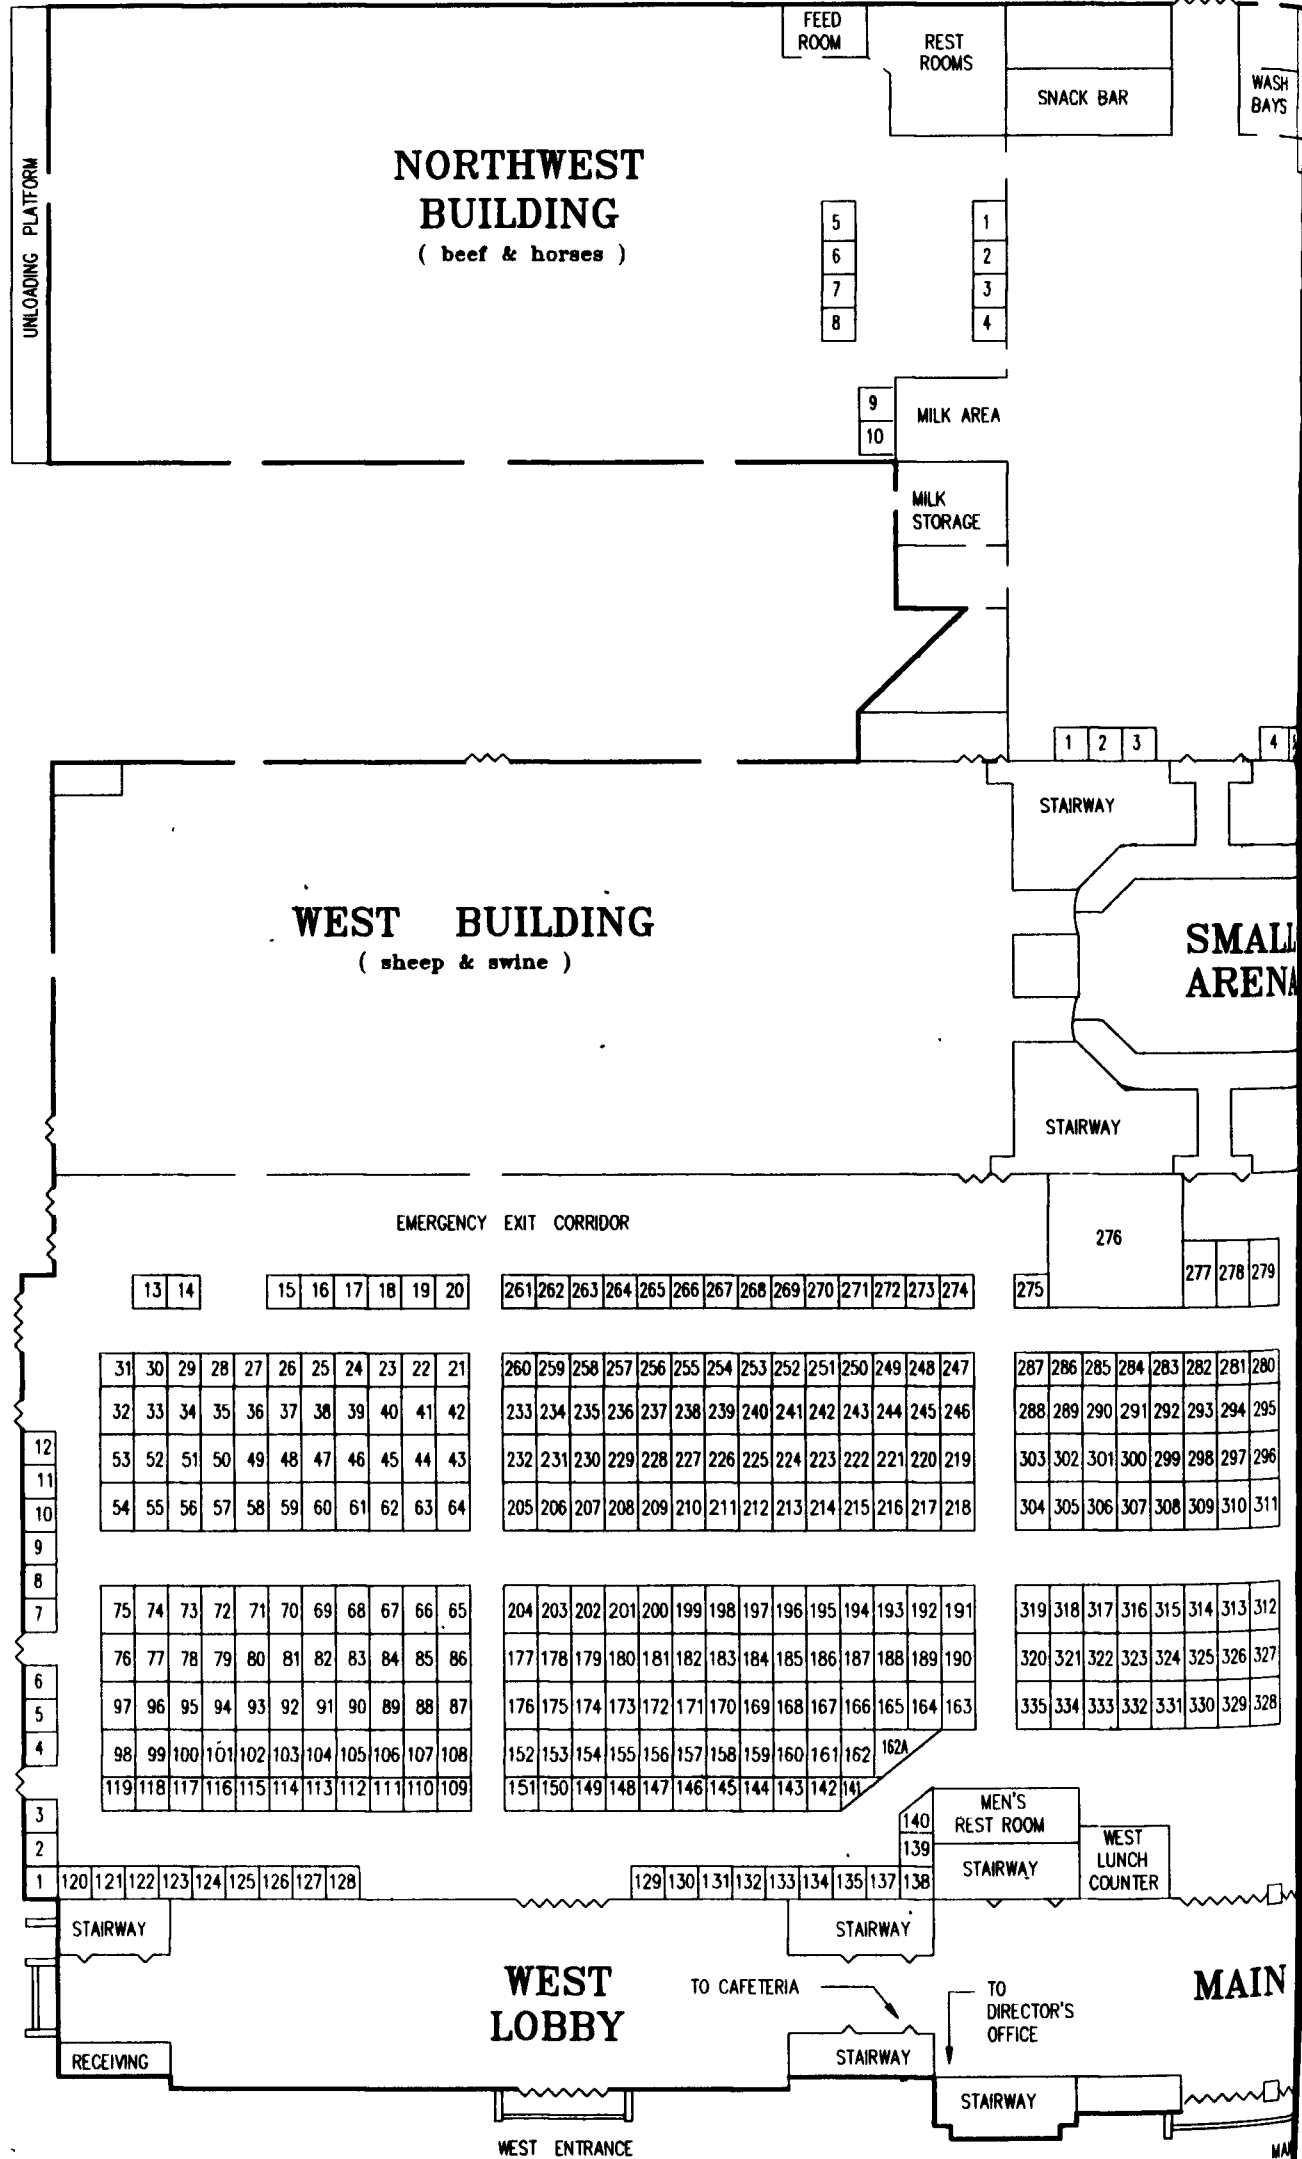 FEED
ROOM
REST
ROOMS
SNACK BAR
WASH
BAYS
UNLOADING PLATFORM
NORTHWEST
BUILDING
( beef & horses )
5 1
6 2
7 3
8 4
9
10
MILK AREA
MILK
STORAGE
1 2 3 4
STAIRWAY
WEST BUILDING
( sheep & swine )
SMALL
ARENA
STAIRWAY
EMERGENCY EXIT CORRIDOR
276
277 278 279
13 14 15 16 17 18 19 20 261 262 263 264 265 266 267 268 269 270 271 272 273 274 275
31 30 29 28 27 26 25 24 23 22 21 260 259 258 257 256 255 254 253 252 251 250 249 248 247 287 286 285 284 283 282 281 280
32 33 34 35 36 37 38 39 40 41 42 233 234 235 236 237 238 239 240 241 242 243 244 245 246 288 289 290 291 292 293 294 295
12
53 52 51 50 49 48 47 46 45 44 43 232 231 230 229 228 227 226 225 224 223 222 221 220 219 303 302 301 300 299 298 297 296
11
10 54 55 56 57 58 59 60 61 62 63 64 205 206 207 208 209 210 211 212 213 214 215 216 217 218 304 305 306 307 308 309 310 311
9
8
7 75 74 73 72 71 70 69 68 67 66 65 204 203 202 201 200 199 198 197 196 195 194 193 192 191 319 318 317 316 315 314 313 312
76 77 78 79 80 81 82 83 84 85 86 177 178 179 180 181 182 183 184 185 186 187 188 189 190 320 321 322 323 324 325 326 327
6
5 97 96 95 94 93 92 91 90 89 88 87 176 175 174 173 172 171 170 169 168 167 166 165 164 163 335 334 333 332 331 330 329 328
4 98 99 100 101 102 103 104 105 106 107 108 152 153 154 155 156 157 158 159 160 161 162 162A
119 118 117 116 115 114 113 112 111 110 109 151 150 149 148 147 146 145 144 143 142 141
3
2
140
139
MEN'S
REST ROOM
STAIRWAY
WEST
LUNCH
COUNTER
1 120 121 122 123 124 125 126 127 128 129 130 131 132 133 134 135 137 138
STAIRWAY
STAIRWAY
WEST
LOBBY
TO CAFETERIA
TO
DIRECTOR'S
OFFICE
MAIN
RECEIVING
STAIRWAY
STAIRWAY
WEST ENTRANCE